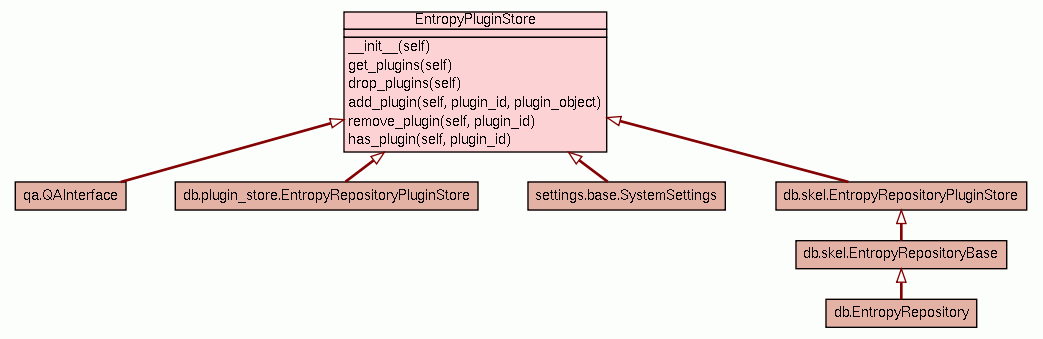 EntropyPluginStore
__init__(self)
get_plugins(self)
drop_plugins(self)
add_plugin(self, plugin_id, plugin_object)
remove_plugin(self, plugin_id)
has_plugin(self, plugin_id)
qa.QAInterface
db.plugin_store.EntropyRepositoryPluginStore
settings.base.SystemSettings
db.skel.EntropyRepositoryPluginStore
db.skel.EntropyRepositoryBase
db.EntropyRepository